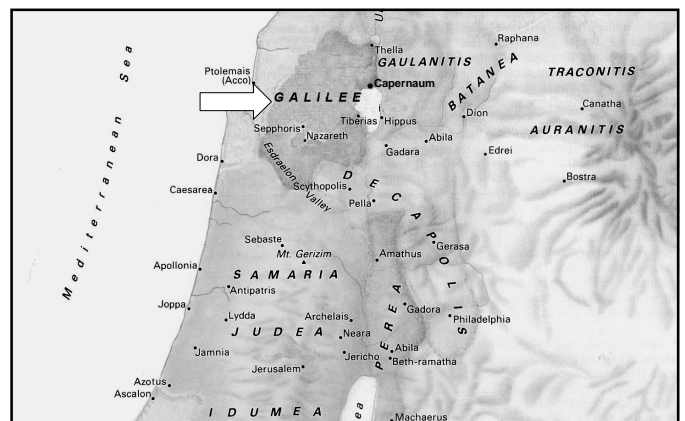 U
Thella
Raphana
GAULANITIS
BATANEA
TRACONITIS
Ptolemais
(Acco)
Capernaum
GALILEE
Canatha
Tiberias
Hippus
Dion
AURANITIS
Sepphoris
Nazareth
Abila
Gadara
Edrei
Dora
Esdraelon
Valley
DECAPOLIS
Scythopolis
Bostra
Caesarea
Pella
Mediterranean Sea
Sebaste
Mt. Gerizim
Gerasa
Amathus
Apollonia
SAMARIA
Antipatris
PEREA
Joppa
Lydda
Archelais
Gadora
Philadelphia
JUDEA
Neara
Jamnia
Jericho
Abila
Beth-ramatha
Jerusalem
Azotus
Ascalon
IDUMEA
ea
Machaerus